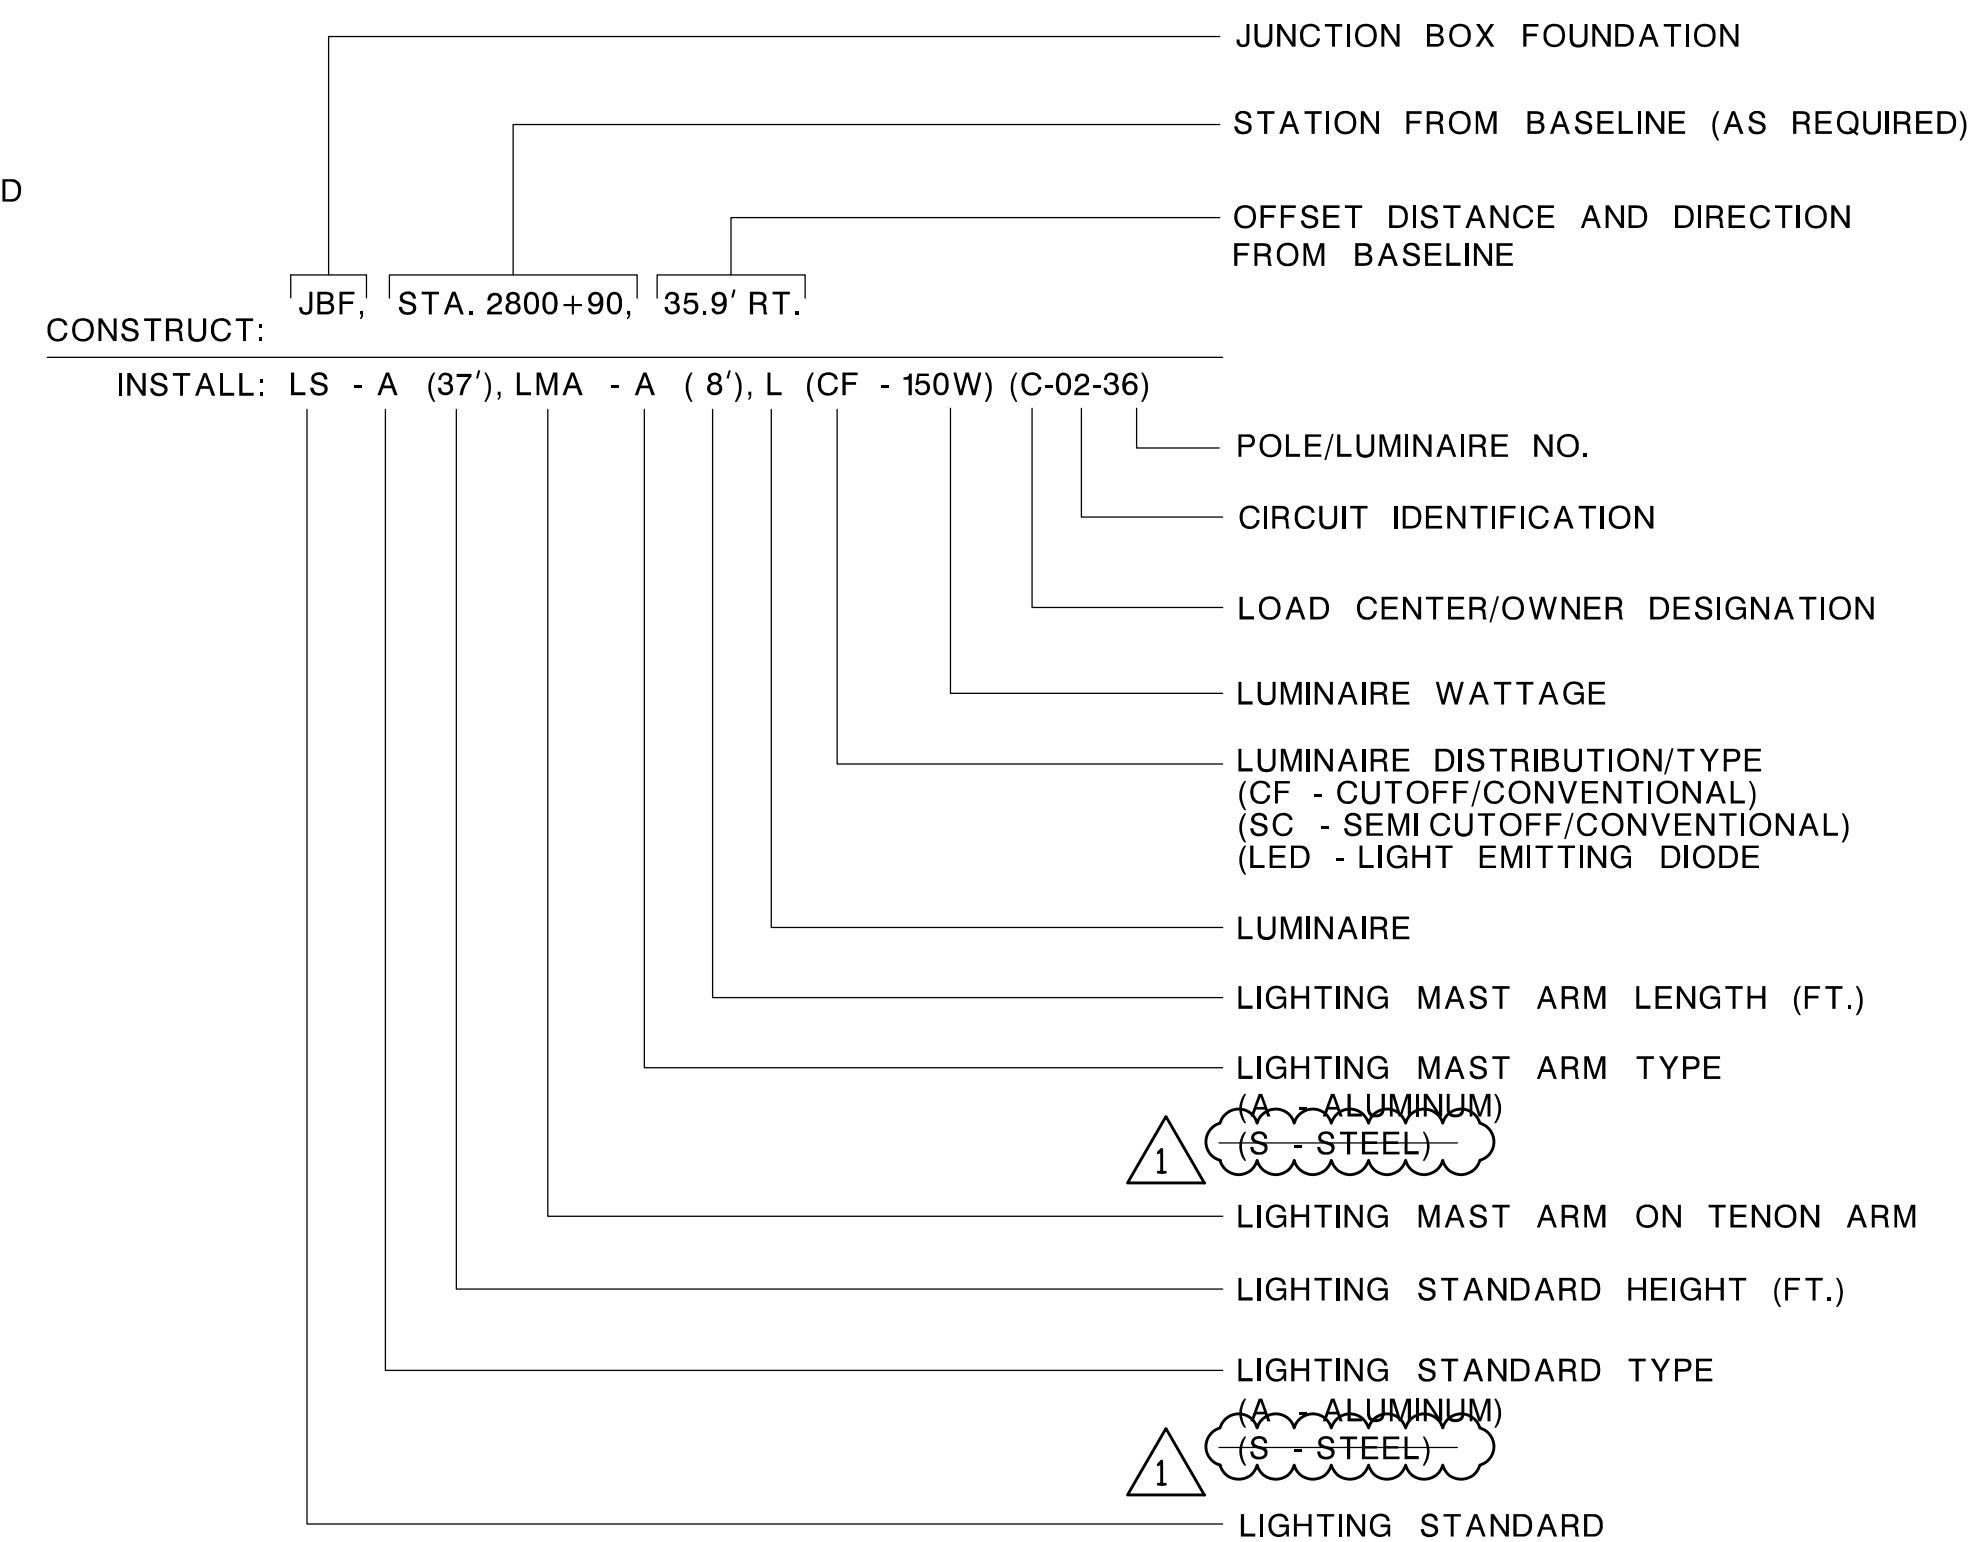 JUNCTION BOX FOUNDATION
STATION FROM BASELINE (AS REQUIRED)
D
OFFSET DISTANCE AND DIRECTION
FROM BASELINE
JBF, STA. 2800+90, 35.9' RT.
CONSTRUCT:
INSTALL: LS - A (37'), LMA - A ( 8'), L (CF - 150W) (C-02-36)
POLE/LUMINAIRE NO.
CIRCUIT IDENTIFICATION
LOAD CENTER/OWNER DESIGNATION
LUMINAIRE WATTAGE
LUMINAIRE DISTRIBUTION/TYPE
(CF - CUTOFF/CONVENTIONAL)
(SC - SEMI CUTOFF/CONVENTIONAL)
(LED - LIGHT EMITTING DIODE
LUMINAIRE
LIGHTING MAST ARM LENGTH (FT.)
LIGHTING MAST ARM TYPE
(A - ALUMINUM)
(S - STEEL)
1
LIGHTING MAST ARM ON TENON ARM
LIGHTING STANDARD HEIGHT (FT.)
LIGHTING STANDARD TYPE
(A - ALUMINUM)
(S - STEEL)
1
LIGHTING STANDARD